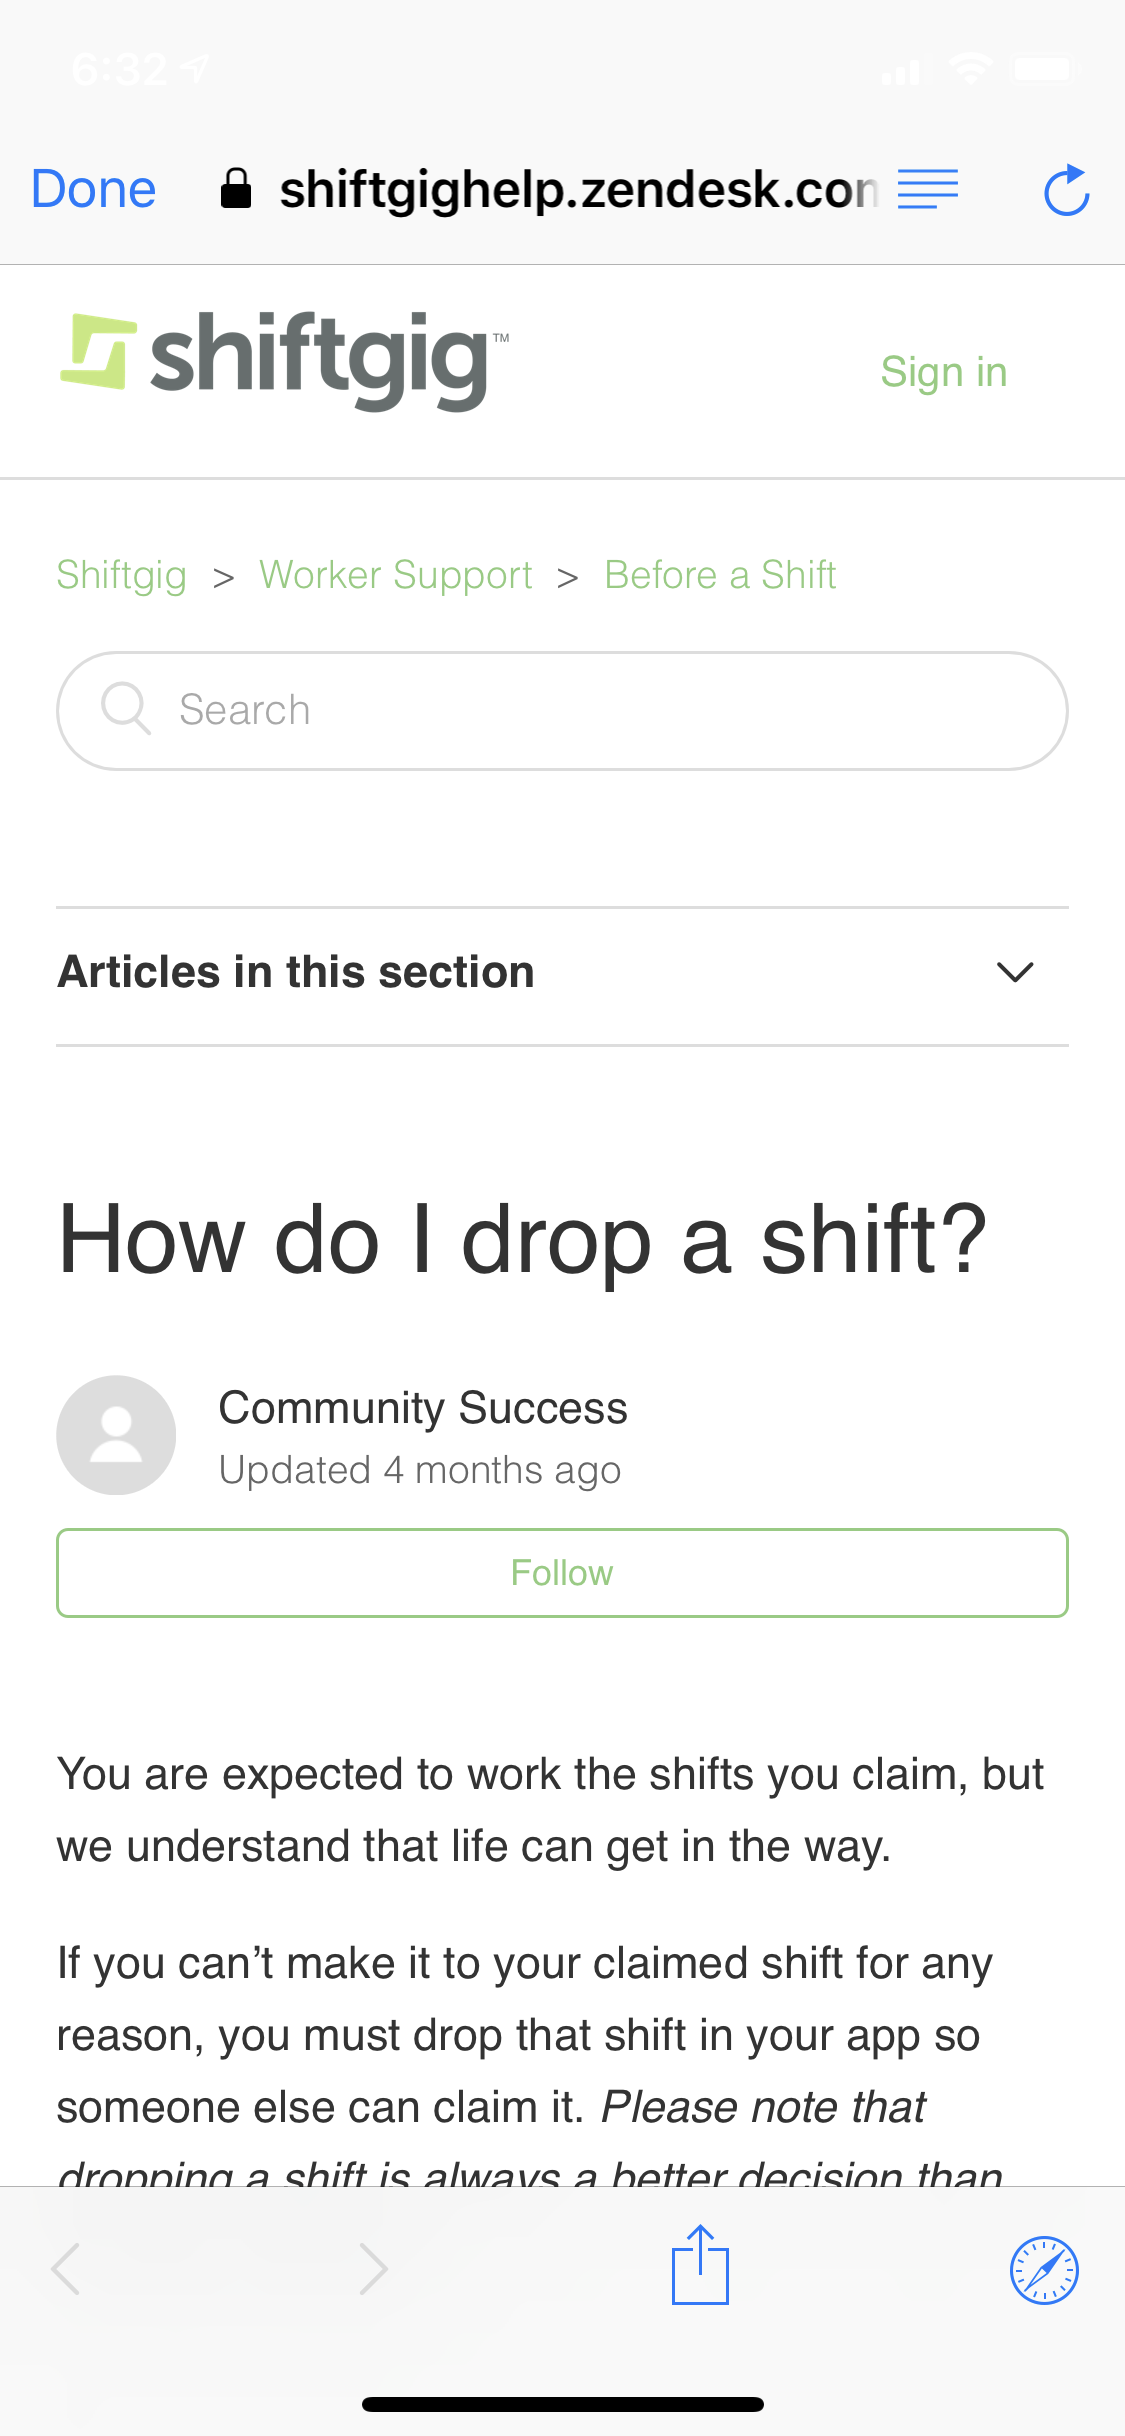 6:32
Done shiftgighelp.zendesk.com
shiftgig™
Sign in
Shiftgig > Worker Support > Before a Shift
Search
Articles in this section
How do I drop a shift?
Community Success
Updated 4 months ago
Follow
You are expected to work the shifts you claim, but
we understand that life can get in the way.
If you can’t make it to your claimed shift for any
reason, you must drop that shift in your app so
someone else can claim it. Please note that
dropping a shift is always a better decision than